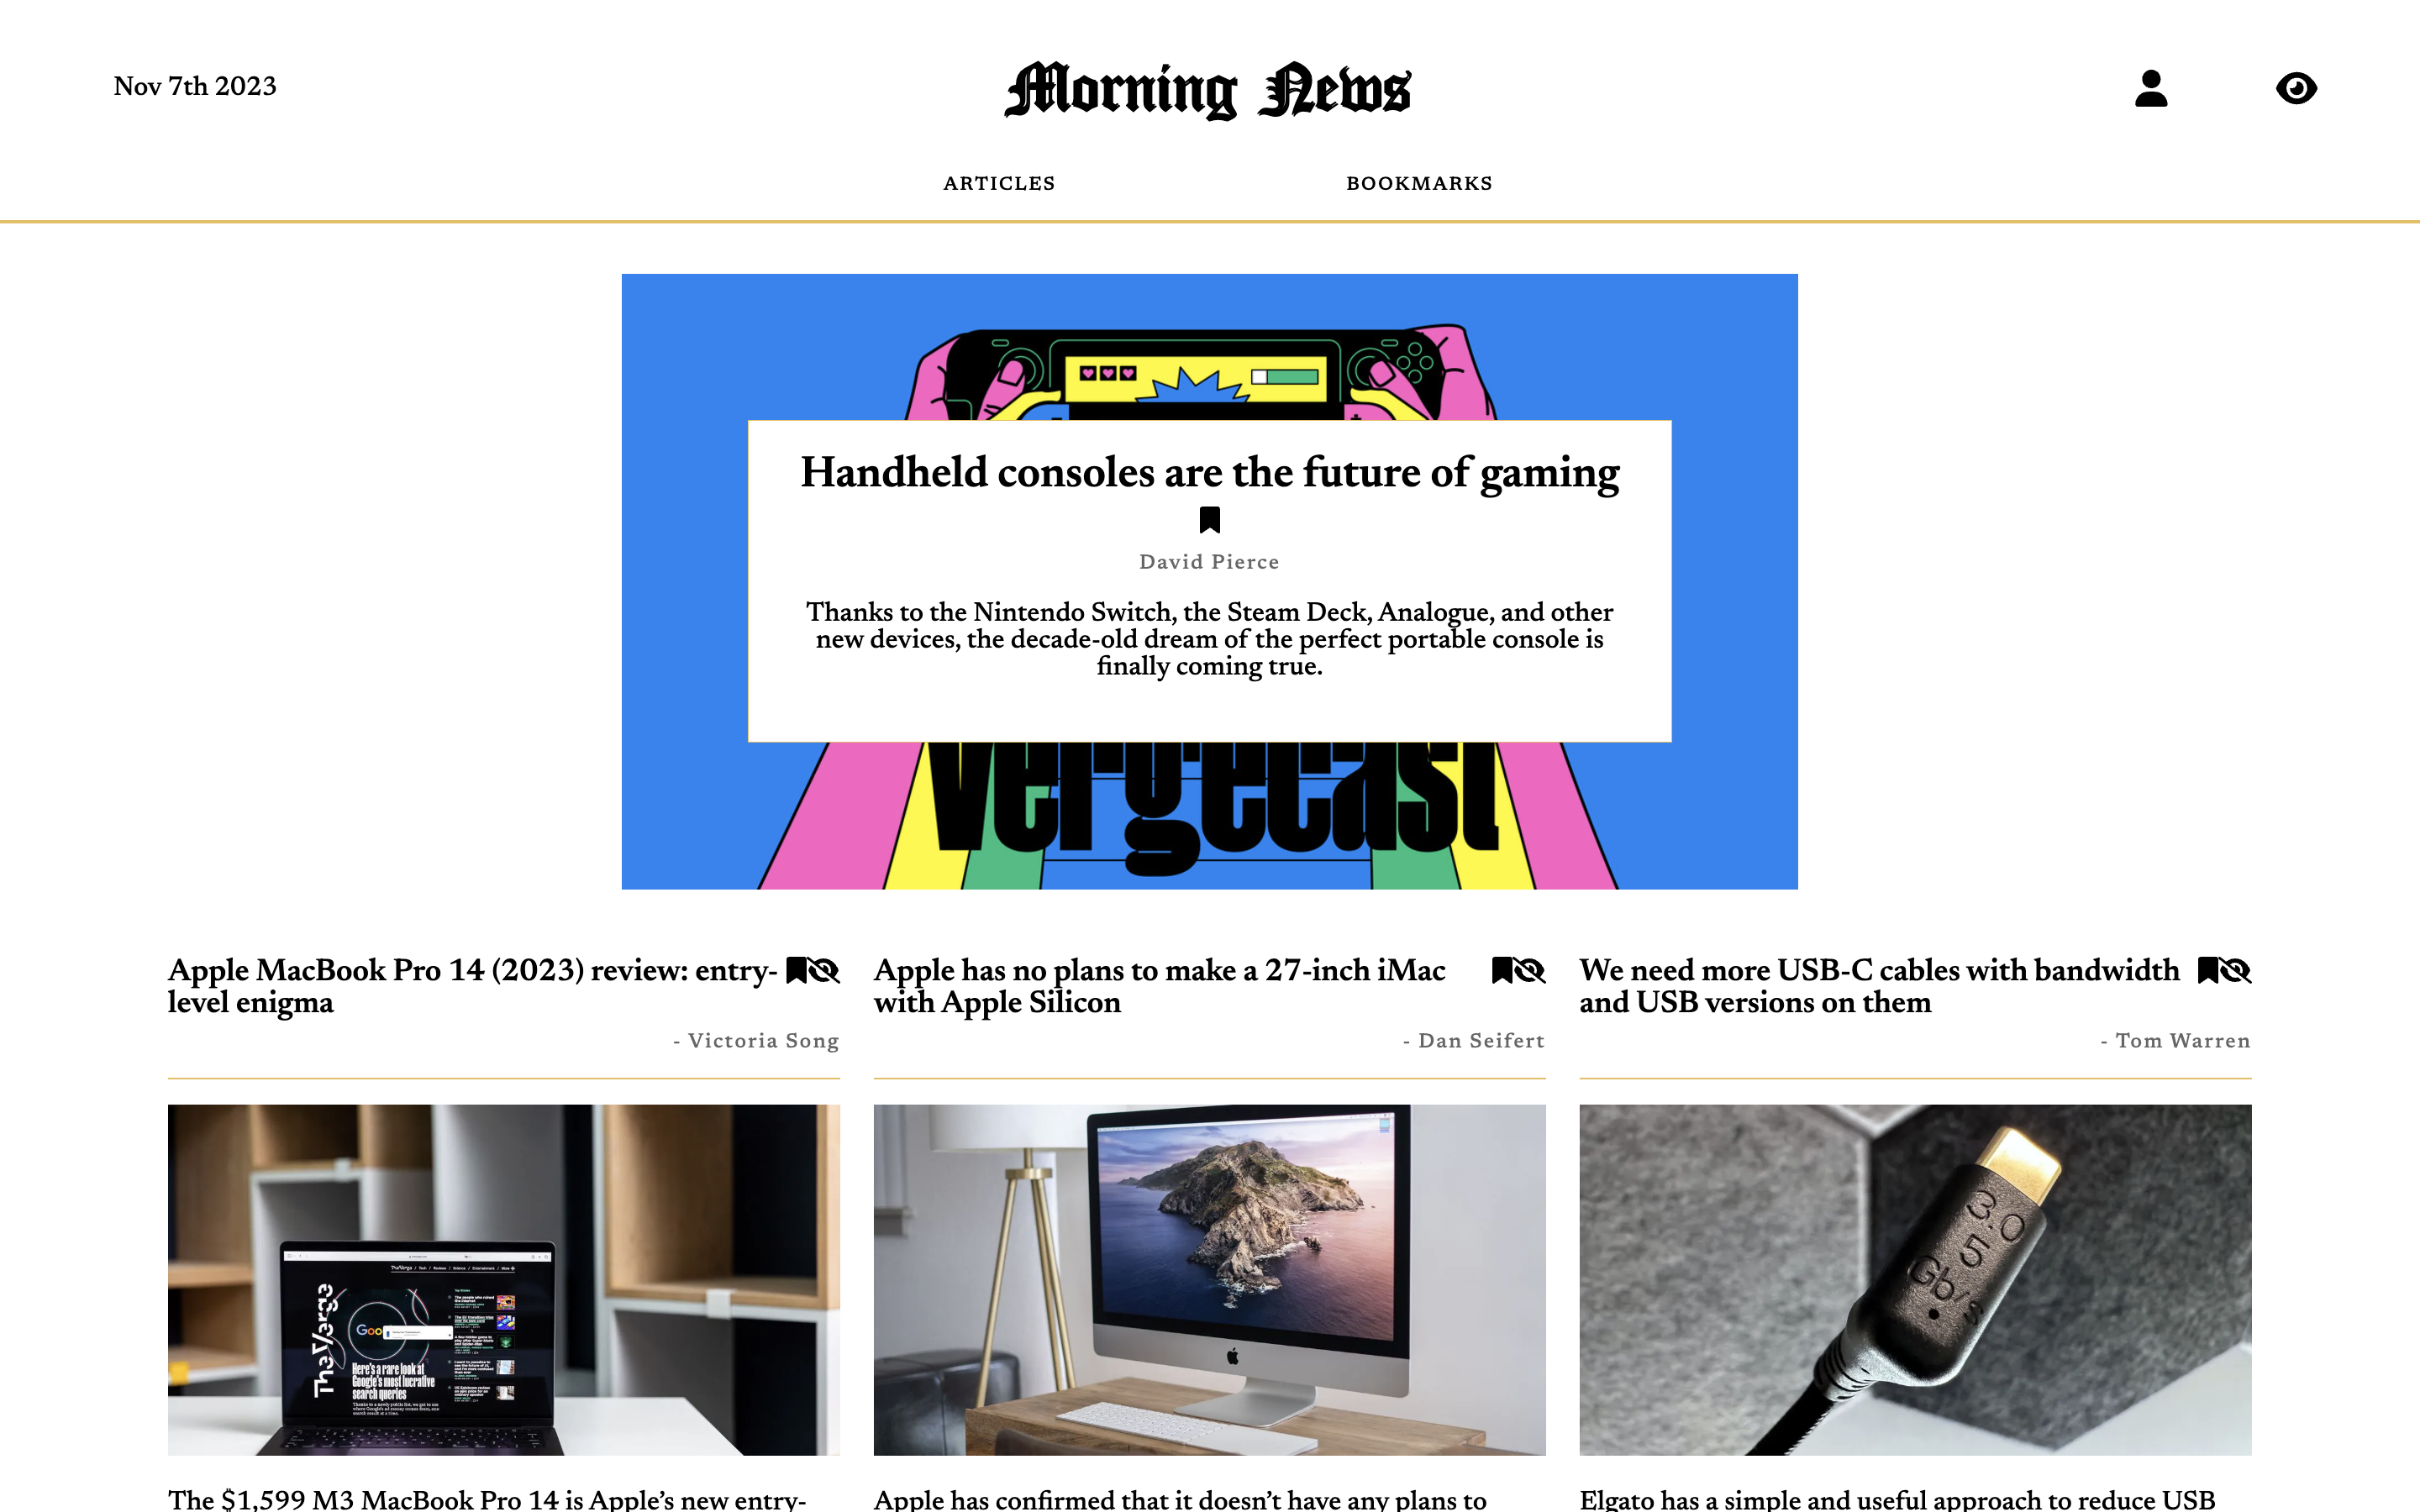 Nov 7th 2023
Morning News
ARTICLES
BOOKMARKS
Handheld consoles are the future of gaming
David Pierce
Thanks to the Nintendo Switch, the Steam Deck, Analogue, and other
new devices, the decade-old dream of the perfect portable console is
finally coming true.
vergecast
Apple MacBook Pro 14 (2023) review: entry-
level enigma
- Victoria Song
Apple has no plans to make a 27-inch iMac
with Apple Silicon
- Dan Seifert
We need more USB-C cables with bandwidth
and USB versions on them
- Tom Warren
TheVerge
Goo
Here's a rare look at
Google's most lucrative
search queries
3.0
5
Gb/s
The $1,599 M3 MacBook Pro 14 is Apple's new entry-
Apple has confirmed that it doesn't have any plans to
Elgato has a simple and useful approach to reduce USB